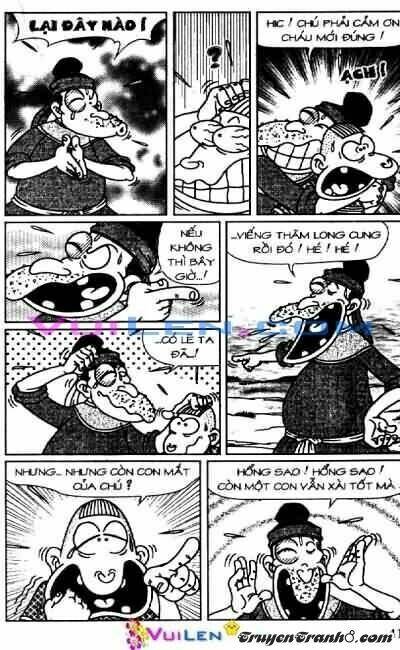 LẠI ĐÂY NÀO!
?
HIC! CHÚ PHẢI CẢM ƠN
CHÁU MỚI ĐÚNG!
ẠCH!
NẾU
KHÔNG
THÌ BÂY
GIỜ...!
...VIẾNG THĂM LONG CUNG
RỒI ĐÓ! HÉ! HÉ!
VUILEN.COM
...CÓ LẼ TA
ĐÃ...!
NHƯNG... NHƯNG CÒN CON MẮT
CỦA CHÚ?
HỔNG SAO! HỔNG SAO!
CÒN MỘT CON VẪN XÀI TỐT MÀ
VUILEN
TruyenTranh8.com